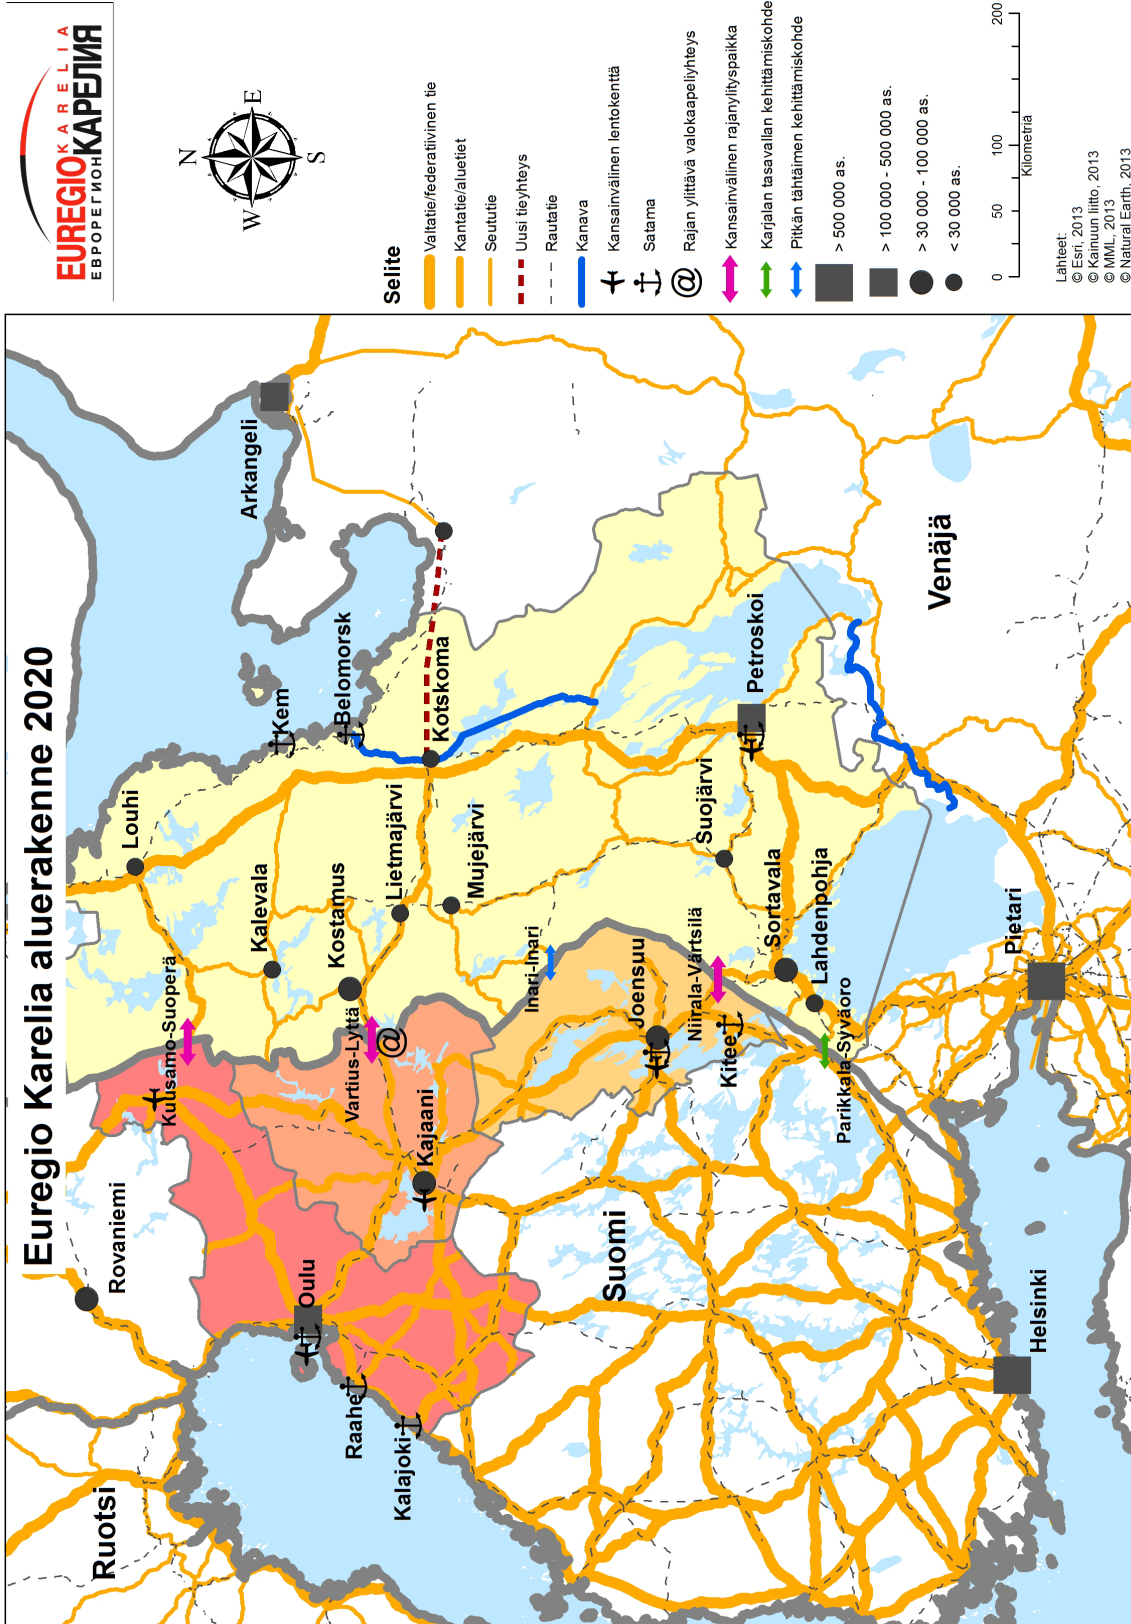 Euregio Karelia aluerakenne 2020
EUREGIO KARELIA
ЕВРОРЕГИОН КАРЕЛИЯ
N
W
E
S
Selite
Valtatie/federatiivinen tie
Kantatie/aluetiet
Seututie
Uusi tieyhteys
Rautatie
Kanava
Kansainvälinen lentokenttä
Satama
@ Rajan ylittävä valokaapeliyhteys
Kansainvälinen rajanylityspaikka
Karjalan tasavallan kehittämiskohde
Pitkän tähtäimen kehittämiskohde
> 500 000 as.
> 100 000 - 500 000 as.
> 30 000 - 100 000 as.
< 30 000 as.
0 50 100 200
Kilometriä
Lähteet:
© Esri, 2013
© Kainuun liitto, 2013
© MML, 2013
© Natural Earth, 2013
Ruotsi
Rovaniemi
Kuusamo-Suoperä
Louhi
Arkangeli
Kem
Kalevala
Oulu
Kostamus
Belomorsk
Raahe
Vartius-Lyttä
@
Lietmajärvi
Kalajoki
Kajaani
Kotskoma
Mujejärvi
Inari-Inari
Suomi
Joensuu
Niirala-Värtsilä
Suojärvi
Kitee
Petroskoi
Sortavala
Lahdenpohja
Parikkala-Syväoro
Venäjä
Pietari
Helsinki